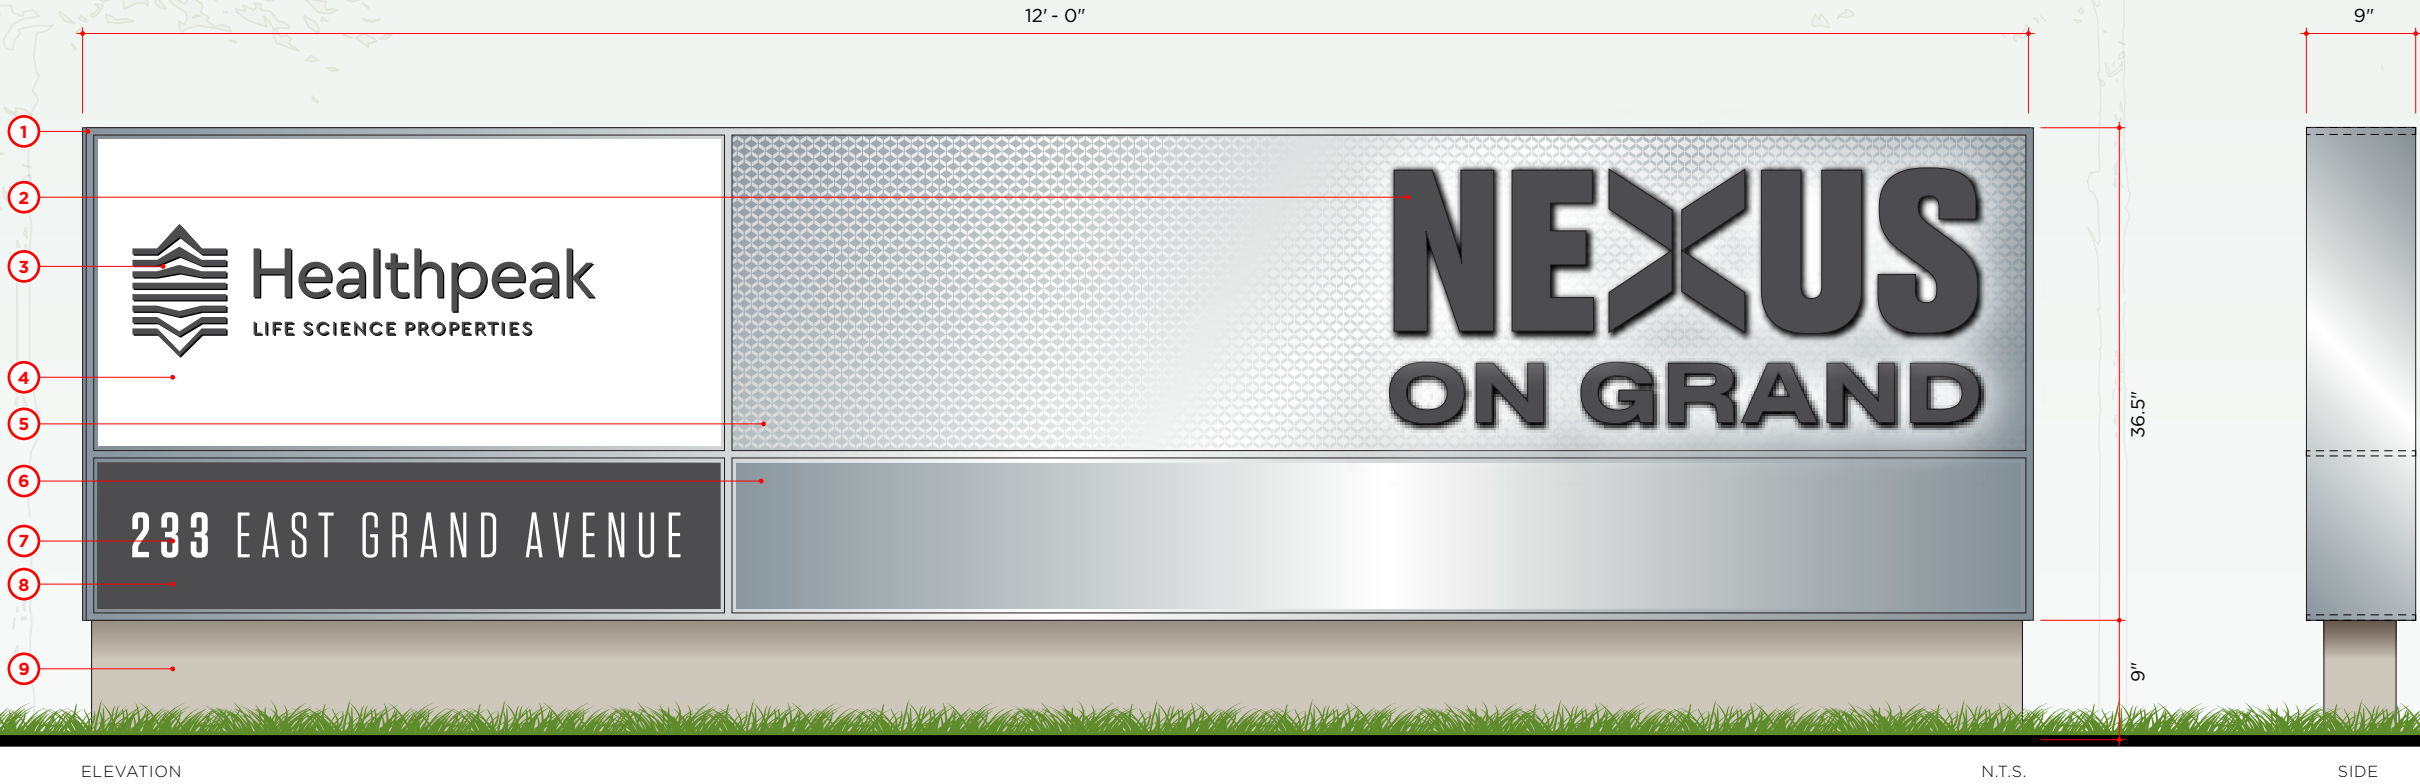 12' - 0"
9"
1
2
3
4
5
6
7
8
9
Healthpeak
LIFE SCIENCE PROPERTIES
NEXUS
ON GRAND
233 EAST GRAND AVENUE
36.5"
9"
ELEVATION
N.T.S.
SIDE